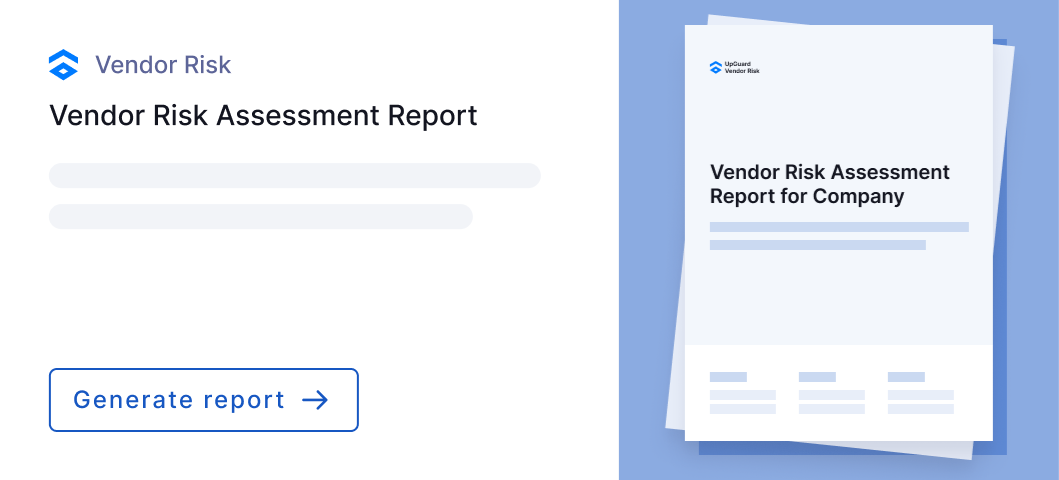 Vendor Risk
Vendor Risk Assessment Report
Generate report
UpGuard
Vendor Risk
Vendor Risk Assessment
Report for Company